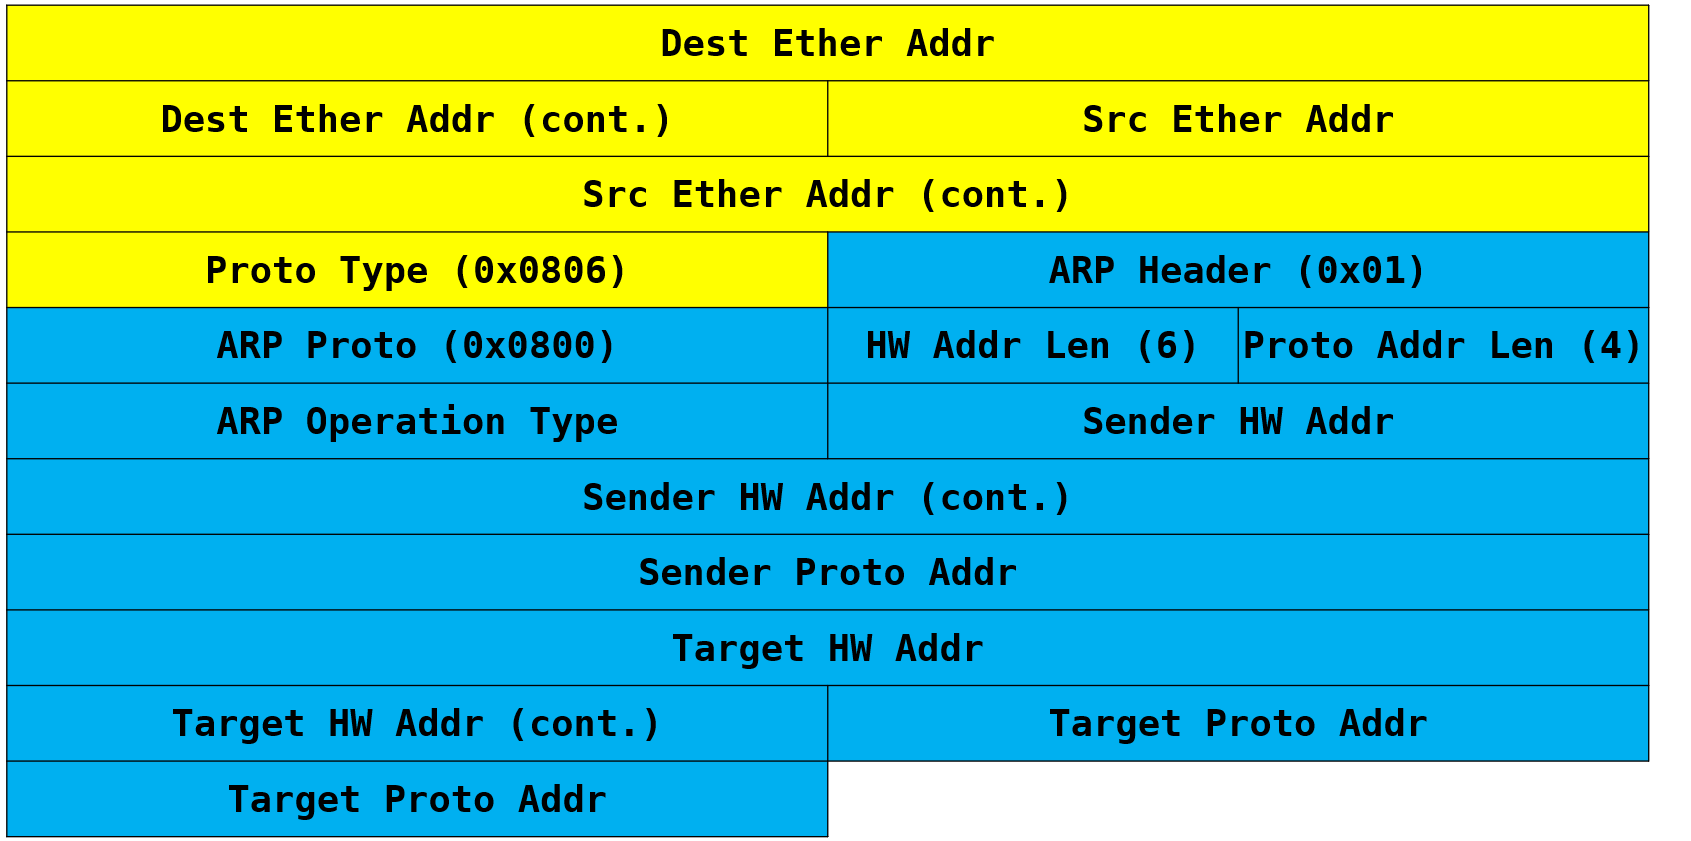 Dest Ether Addr
Dest Ether Addr (cont.) Src Ether Addr
Src Ether Addr (cont.)
Proto Type (0x0806) ARP Header (0x01)
ARP Proto (0x0800) HW Addr Len (6) Proto Addr Len (4)
ARP Operation Type Sender HW Addr
Sender HW Addr (cont.)
Sender Proto Addr
Target HW Addr
Target HW Addr (cont.) Target Proto Addr
Target Proto Addr